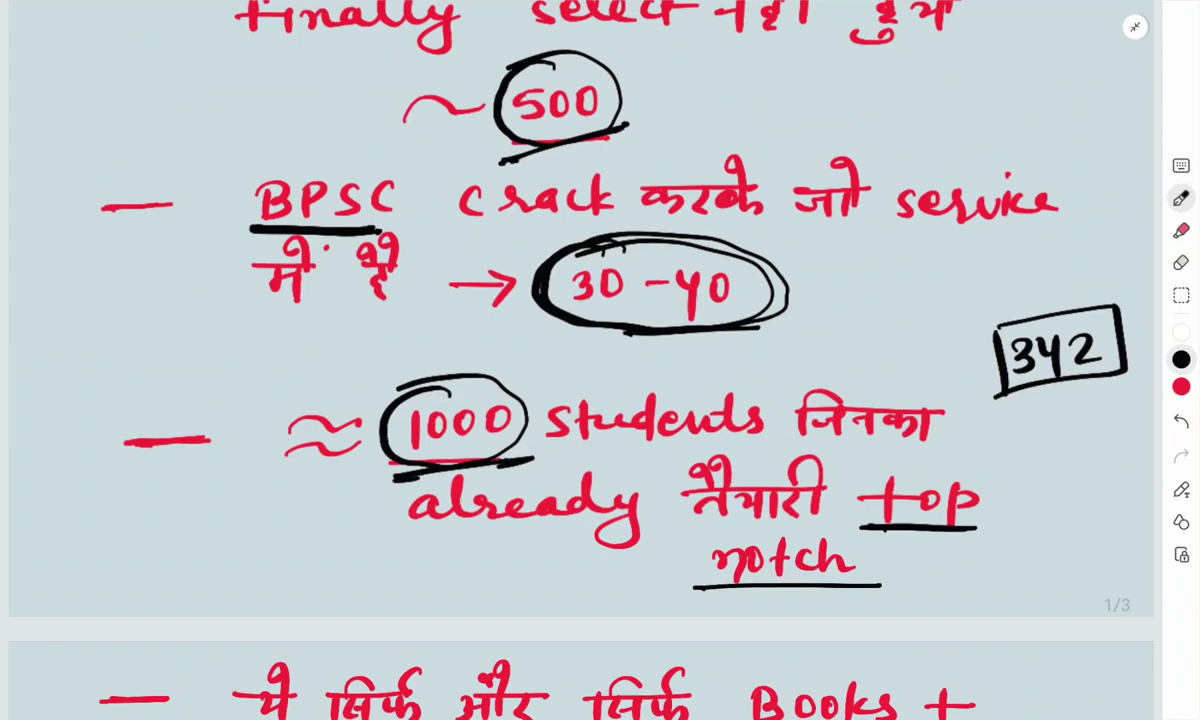 finally select नहीं हुये
~ 500
— BPSC crack करके जो service
में है → 30-40
342
— ≈ 1000 students जिनका
already तैयारी top
notch
1/3
— ये सिर्फ और सिर्फ Books +